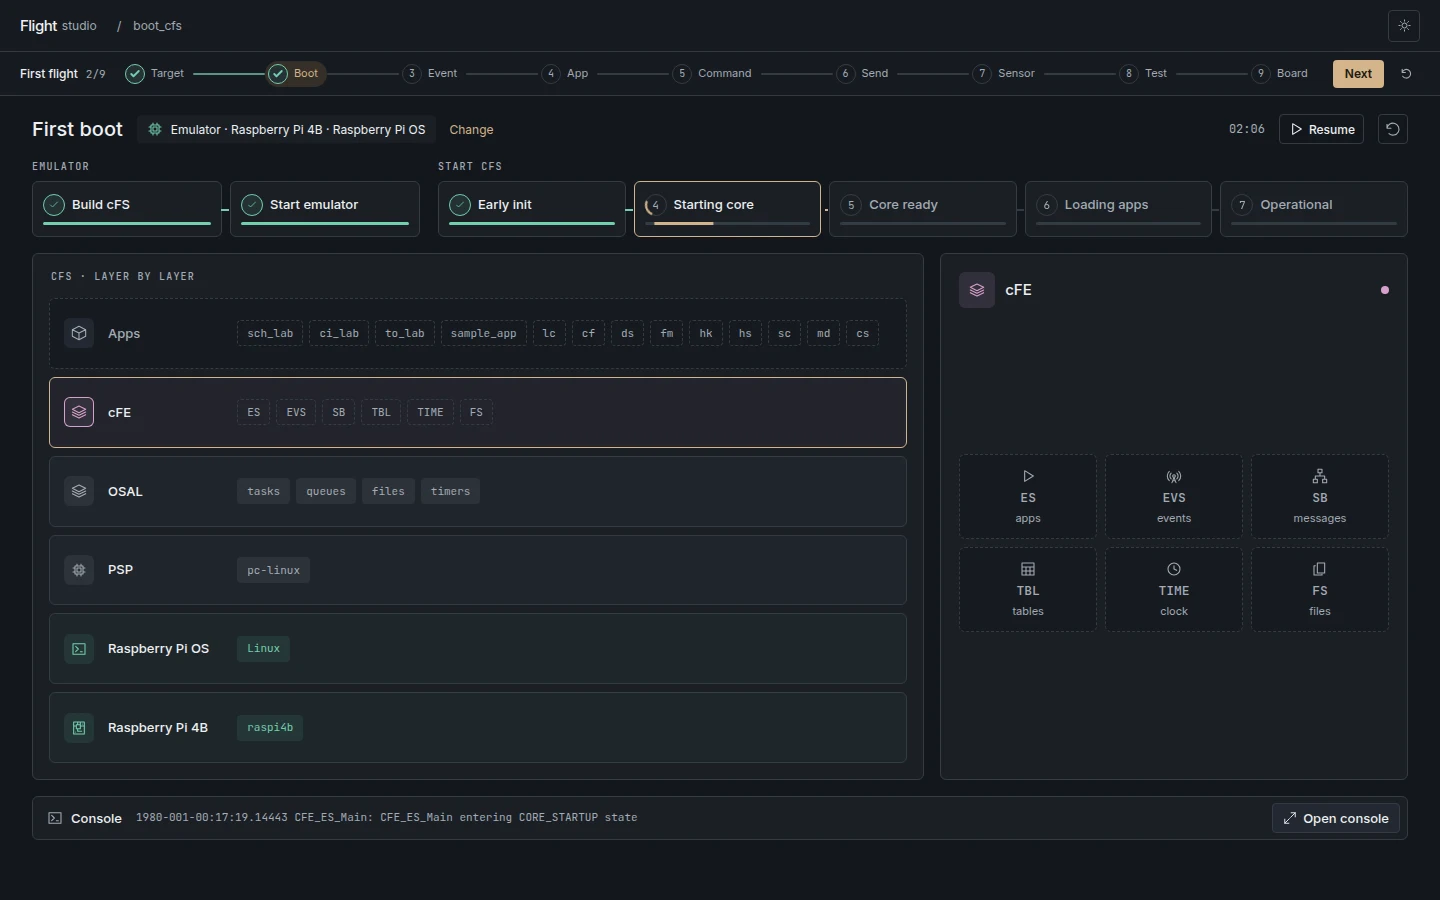 Flight studio / boot_cfs
First flight 2/9 Target Boot 3 Event 4 App 5 Command 6 Send 7 Sensor 8 Test 9 Board Next
First boot Emulator · Raspberry Pi 4B · Raspberry Pi OS Change 02:06 Resume
EMULATOR START CFS
Build cFS Start emulator Early init 4 Starting core 5 Core ready 6 Loading apps 7 Operational
CFS · LAYER BY LAYER
Apps sch_lab ci_lab to_lab sample_app lc cf ds fm hk hs sc md cs
cFE ES EVS SB TBL TIME FS
OSAL tasks queues files timers
PSP pc-linux
Raspberry Pi OS Linux
Raspberry Pi 4B raspi4b
cFE
ES EVS SB
apps events messages
TBL TIME FS
tables clock files
Console 1980-001-00:17:19.14443 CFE_ES_Main: CFE_ES_Main entering CORE_STARTUP state Open console